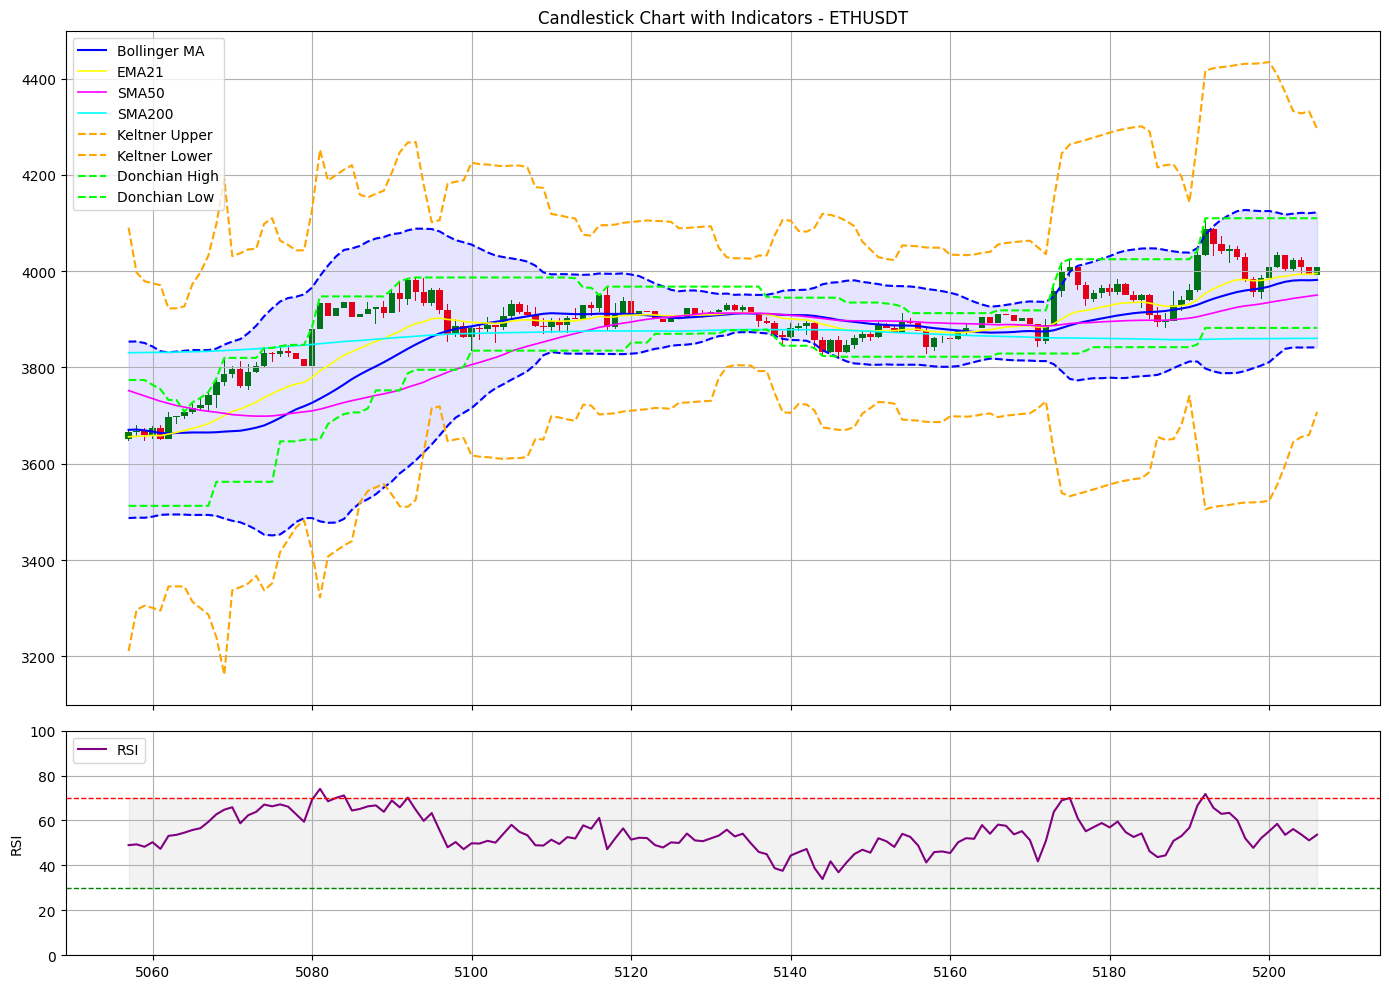 Candlestick Chart with Indicators - ETHUSDT
Bollinger MA
EMA21
SMA50
SMA200
Keltner Upper
Keltner Lower
Donchian High
Donchian Low
4400
4200
4000
3800
3600
3400
3200
RSI
100
80
60
40
20
0
RSI
5060 5080 5100 5120 5140 5160 5180 5200